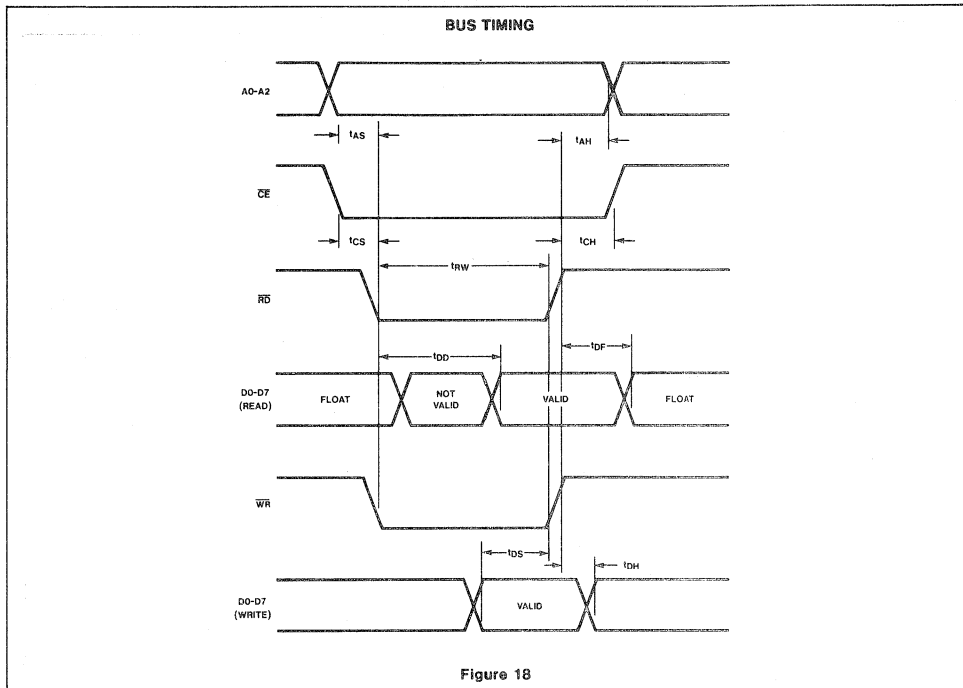 BUS TIMING
A0-A2
tAS
tAH
CE
tCS
tCH
tRW
RD
tDD
tDF
D0-D7
(READ)
FLOAT
NOT
VALID
VALID
FLOAT
WR
tDS
tDH
D0-D7
(WRITE)
VALID
Figure 18